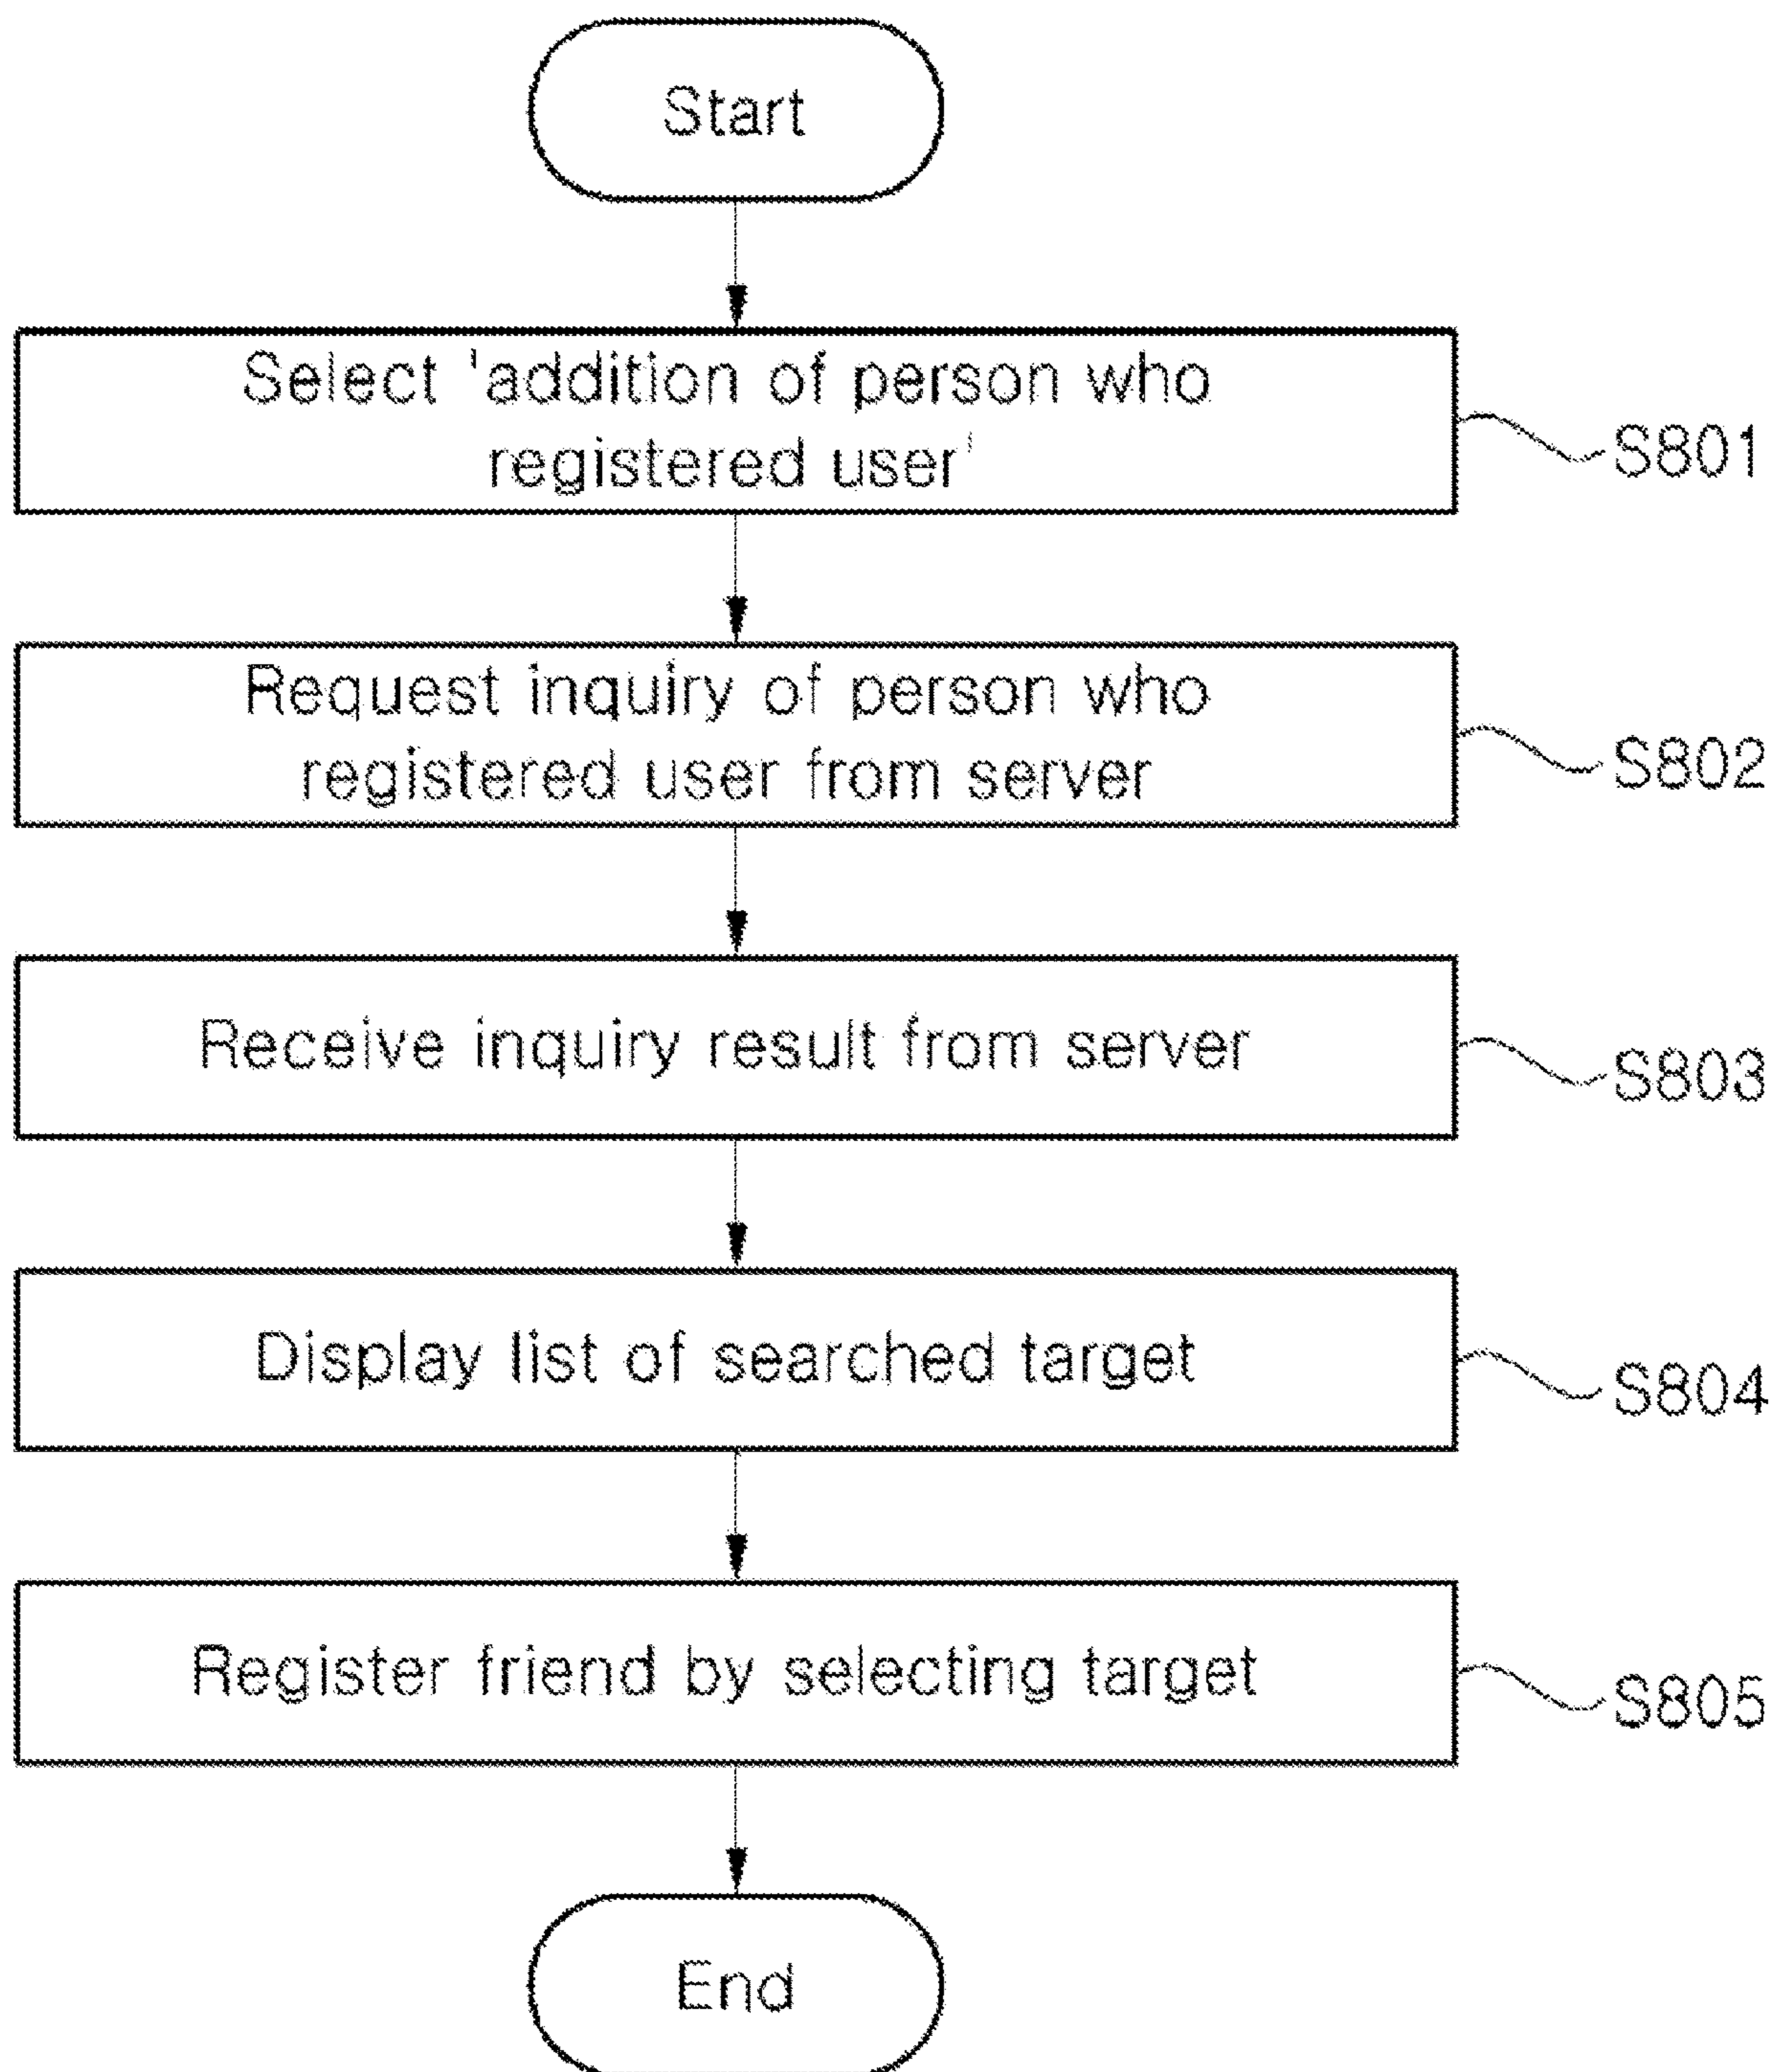 Start
Select 'addition of person who
registered user'
S801
Request inquiry of person who
registered user from server
S802
Receive inquiry result from server
S803
Display list of searched target
S804
Register friend by selecting target
S805
End